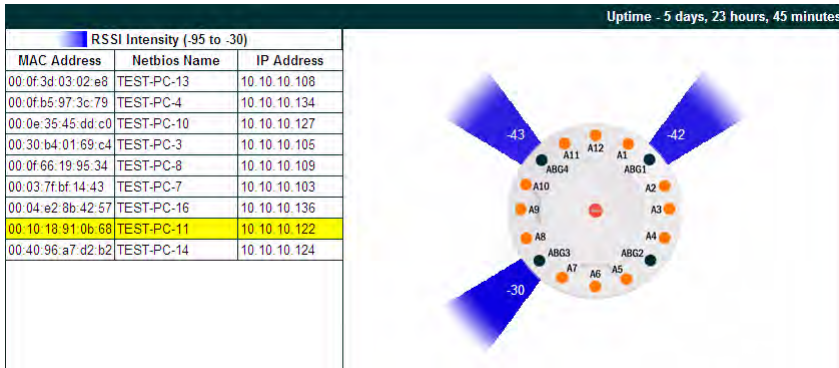 Uptime - 5 days, 23 hours, 45 minutes
RSSI Intensity (-95 to -30)
MAC Address Netbios Name IP Address
00:0f:3d:03:02:e8 TEST-PC-13 10.10.10.108
00:0f:b5:97:3c:79 TEST-PC-4 10.10.10.134
00:0e:35:45:dd:c0 TEST-PC-10 10.10.10.127
00:30:b4:01:69:c4 TEST-PC-3 10.10.10.105
00:0f:66:19:95:34 TEST-PC-8 10.10.10.109
00:03:7f:bf:14:43 TEST-PC-7 10.10.10.103
00:04:e2:8b:42:57 TEST-PC-16 10.10.10.136
00:10:18:91:0b:68 TEST-PC-11 10.10.10.122
00:40:96:a7:d2:b2 TEST-PC-14 10.10.10.124
-43 -42
A12
A11 A1
ABG4 ABG1
A10 A2
A9 A3
A8 A4
ABG3 ABG2
A7 A6 A5
-30